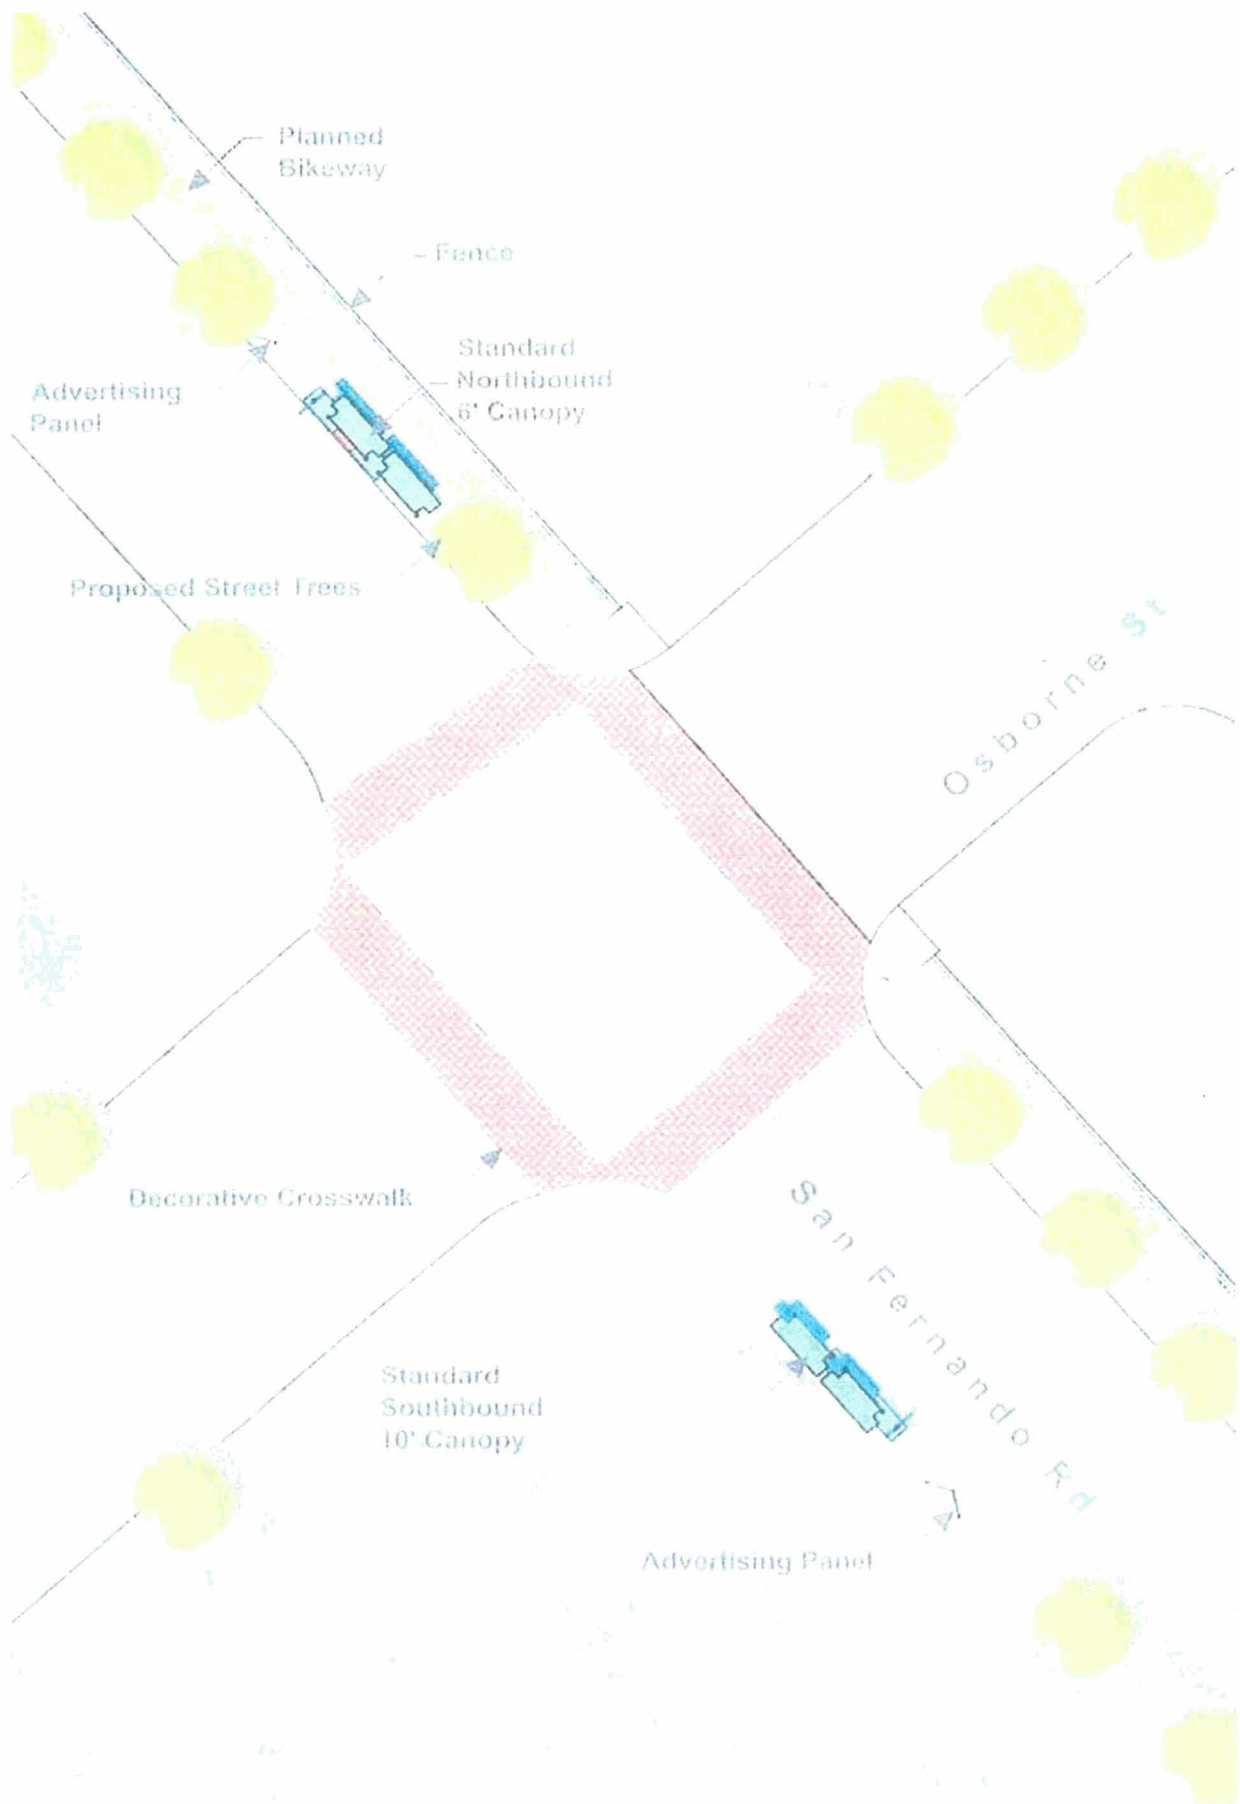 Planned
Bikeway
Fence
Standard
Northbound
6' Canopy
Advertising
Panel
Proposed Street Trees
Osborne St
Decorative Crosswalk
San Fernando Rd
Standard
Southbound
10' Canopy
Advertising Panel